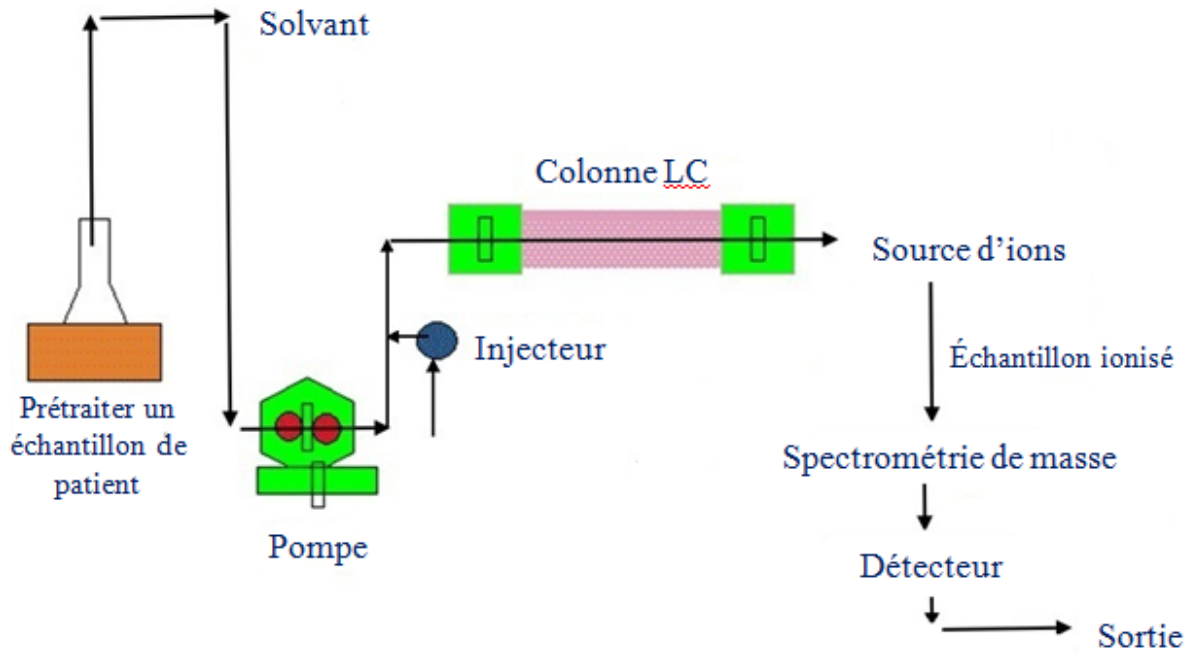 Solvant
Colonne LC
Source d’ions
Injecteur
Échantillon ionisé
Prétraiter un
échantillon de
patient
Spectrométrie de masse
Pompe
Détecteur
Sortie